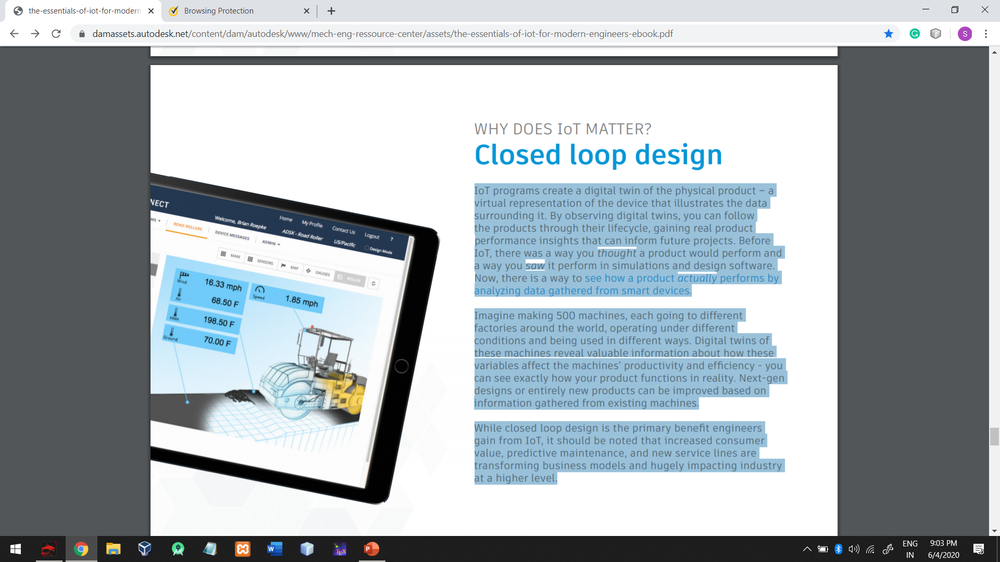 the-essentials-of-iot-for-modern
Browsing Protection
damassets.autodesk.net/content/dam/autodesk/www/mech-eng-ressource-center/assets/the-essentials-of-iot-for-modern-engineers-ebook.pdf
S
WHY DOES IoT MATTER?
Closed loop design
IoT programs create a digital twin of the physical product – a
virtual representation of the device that illustrates the data
surrounding it. By observing digital twins, you can follow
the products through their lifecycle, gaining real product
performance insights that can inform future projects. Before
IoT, there was a way you thought a product would perform and
a way you saw it perform in simulations and design software.
Now, there is a way to see how a product actually performs by
analyzing data gathered from smart devices.
Imagine making 500 machines, each going to different
factories around the world, operating under different
conditions and being used in different ways. Digital twins of
these machines reveal valuable information about how these
variables affect the machines’ productivity and efficiency - you
can see exactly how your product functions in reality. Next-gen
designs or entirely new products can be improved based on
information gathered from existing machines.
While closed loop design is the primary benefit engineers
gain from IoT, it should be noted that increased consumer
value, predictive maintenance, and new service lines are
transforming business models and hugely impacting industry
at a higher level.
NECT
Home My Profile Contact Us Logout ?
Welcome, Brian Roepke ADSK - Road Roller US/Pacific Design Mode
MS ROAD ROLLERS DEVICE MESSAGES ADMIN
MAIN SENSORS MAP GAUGES ROLLER
Wind 16.33 mph
Speed 1.85 mph
Air 68.50 F
HMA 198.50 F
Ground 70.00 F
W
TEX
P
ENG
IN
9:03 PM
6/4/2020